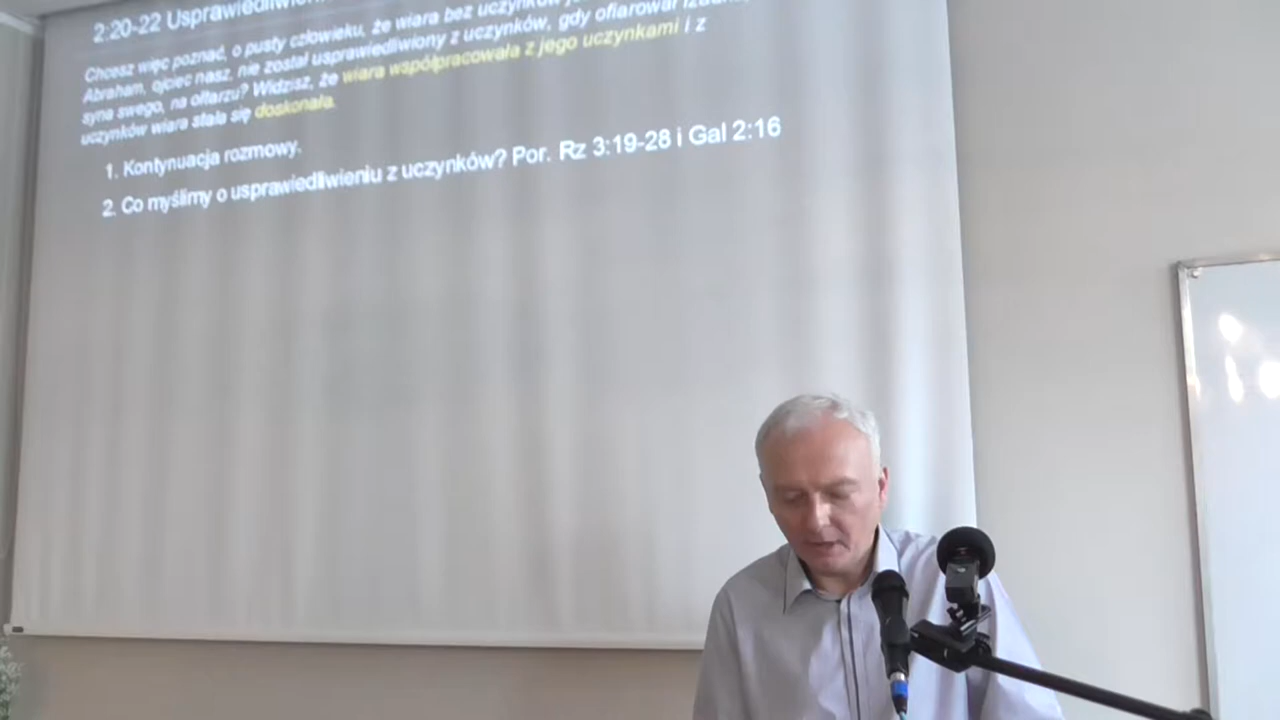 2:20-22 Usprawiedliwieni
Chcesz więc poznać, o pusty człowieku, że wiara bez uczynków
Abraham, ojciec nasz, nie został usprawiedliwiony z uczynków, gdy ofiarował
syna swego, na ołtarzu? Widzisz, że wiara współpracowała z jego uczynkami i z
uczynków wiara stała się doskonała.
1. Kontynuacja rozmowy.
2. Co myślimy o usprawiedliwieniu z uczynków? Por. Rz 3:19-28 i Gal 2:16